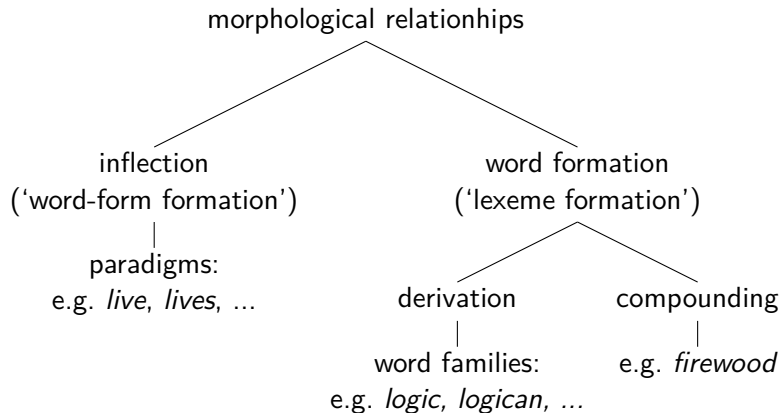 morphological relationships
inflection
(‘word-form formation’)
word formation
(‘lexeme formation’)
paradigms:
e.g. live, lives, ...
derivation
compounding
word families:
e.g. logic, logican, ...
e.g. firewood